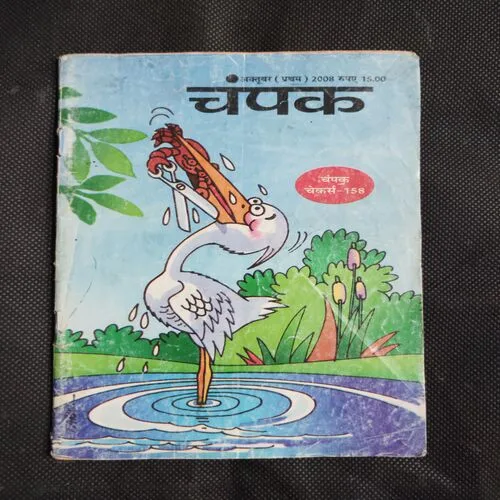 अक्तूबर ( प्रथम ) 2008 रुपए 15.00
चंपक
चंपक
चेकर्स-158